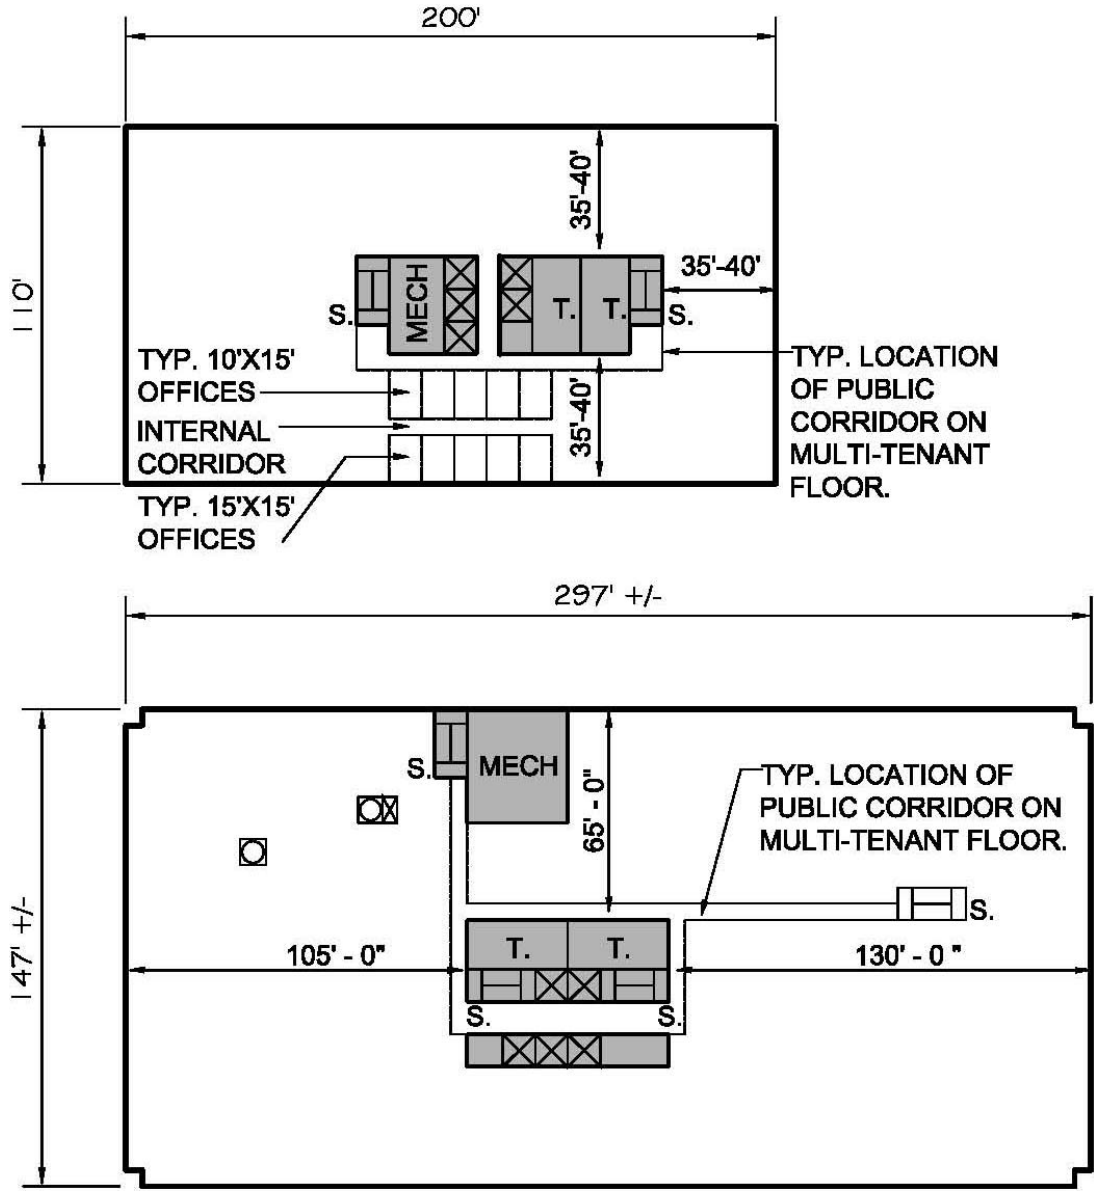 200'
110'
35'-40'
35'-40'
MECH
T.
T.
S.
S.
35'-40'
TYP. 10'X15'
OFFICES
INTERNAL
CORRIDOR
TYP. 15'X15'
OFFICES
TYP. LOCATION
OF PUBLIC
CORRIDOR ON
MULTI-TENANT
FLOOR.
297' +/-
147' +/-
MECH
S.
65' - 0"
TYP. LOCATION OF
PUBLIC CORRIDOR ON
MULTI-TENANT FLOOR.
S.
T.
T.
105' - 0"
130' - 0 "
S.
S.